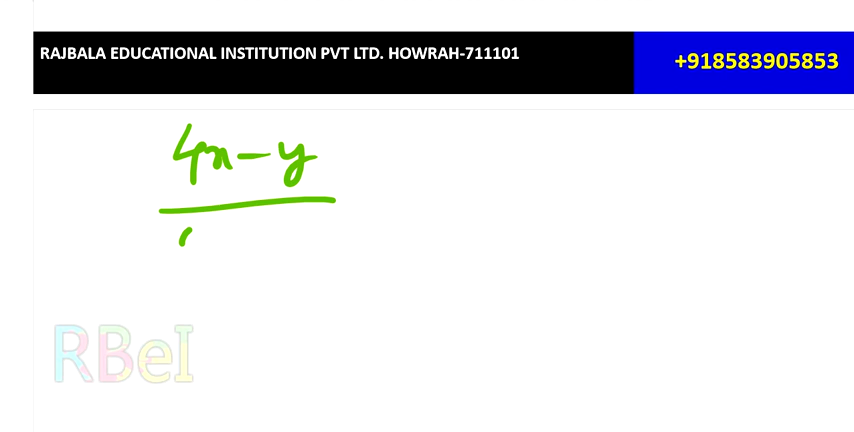 RAJBALA EDUCATIONAL INSTITUTION PVT LTD. HOWRAH-711101
+918583905853
4x - y
RBeI